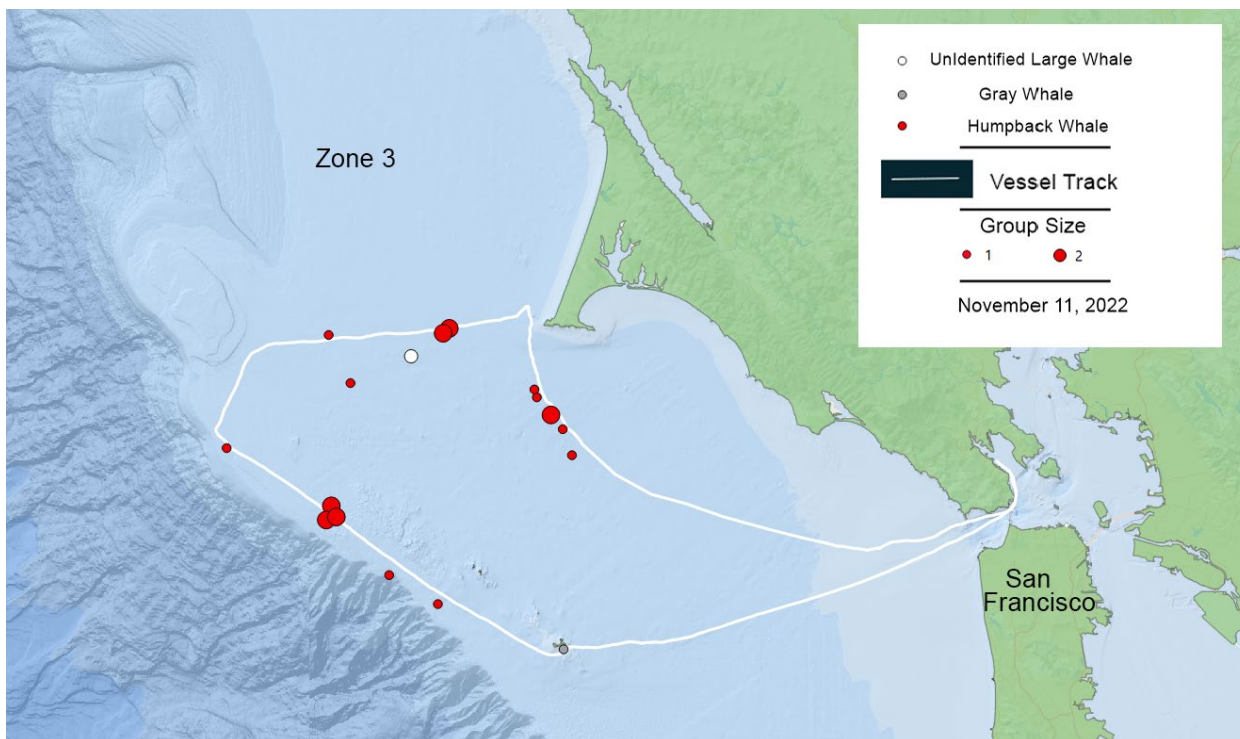 Zone 3
UnIdentified Large Whale
Gray Whale
Humpback Whale
Vessel Track
Group Size
1 2
November 11, 2022
San
Francisco